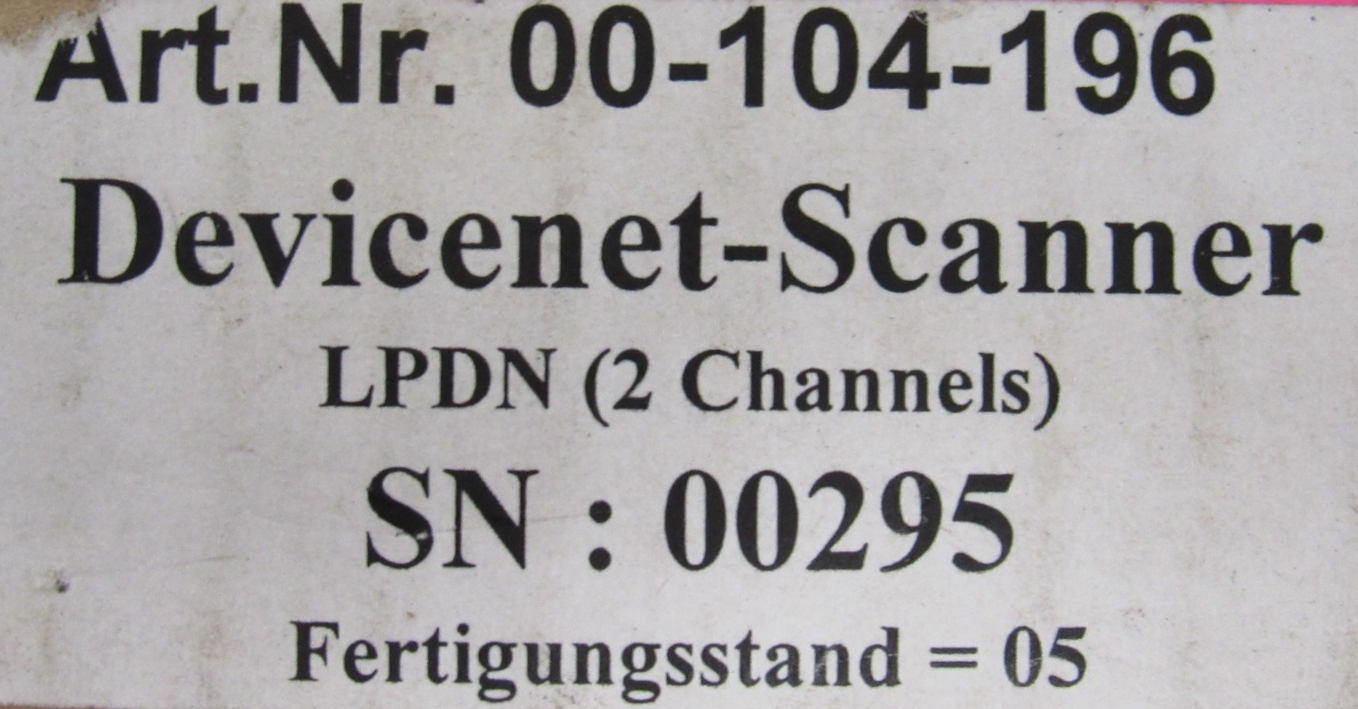 Art.Nr. 00-104-196
Devicenet-Scanner
LPDN (2 Channels)
SN : 00295
Fertigungsstand = 05